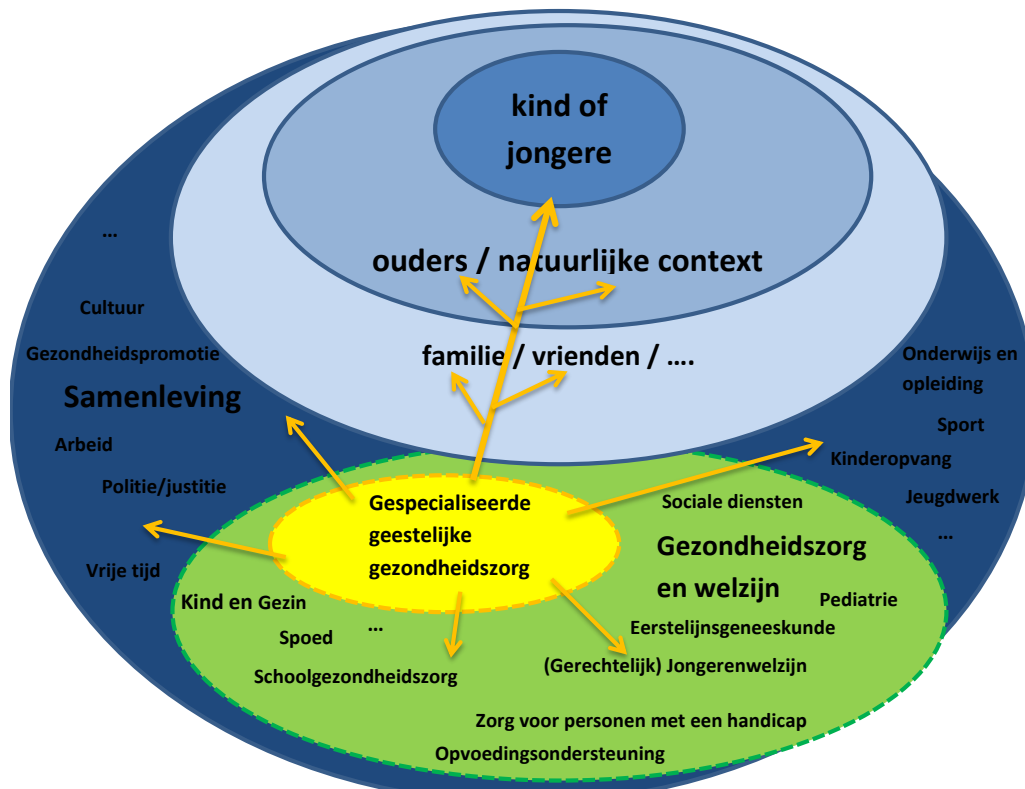 kind of
jongere
ouders / natuurlijke context
familie / vrienden / ….
…
Cultuur
Gezondheidspromotie
Samenleving
Arbeid
Politie/justitie
Vrije tijd
Onderwijs en
opleiding
Sport
Kinderopvang
Jeugdwerk
…
Gespecialiseerde
geestelijke
gezondheidszorg
Sociale diensten
Gezondheidszorg
en welzijn
Pediatrie
Eerstelijnsgeneeskunde
(Gerechtelijk) Jongerenwelzijn
Kind en Gezin
…
Spoed
Schoolgezondheidszorg
Zorg voor personen met een handicap
Opvoedingsondersteuning